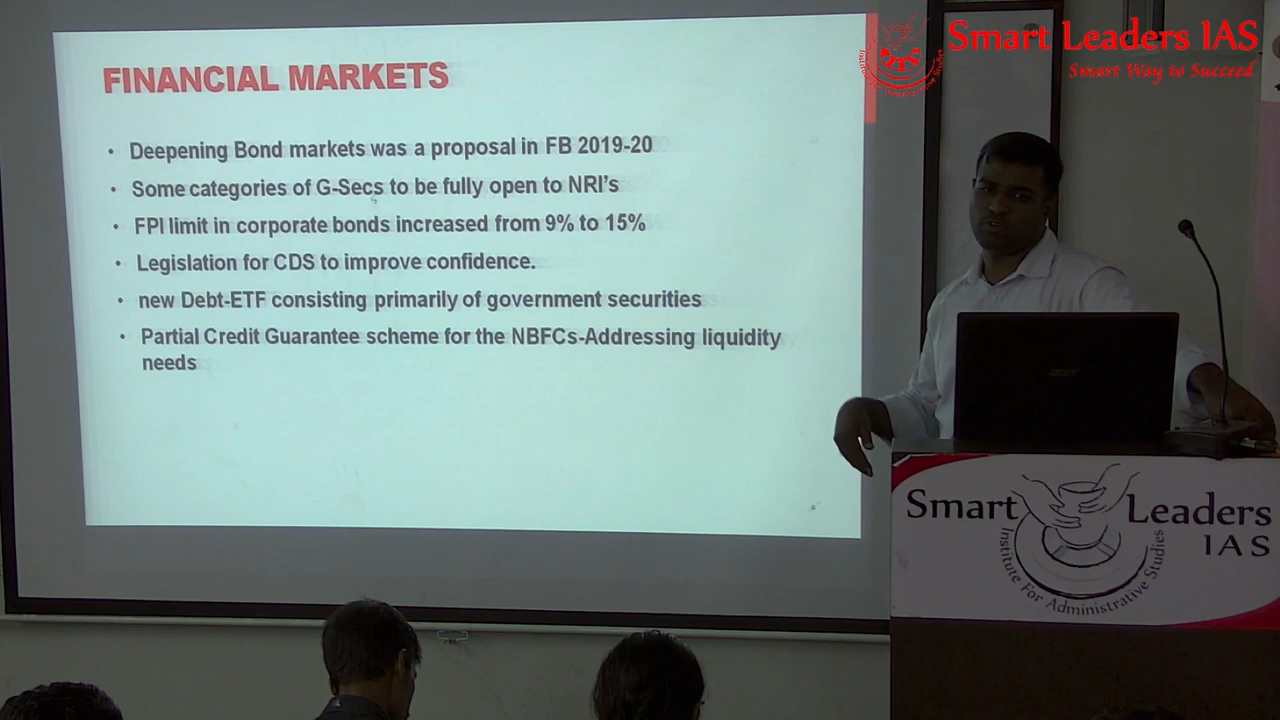 Smart Leaders IAS
Smart Way to Succeed
FINANCIAL MARKETS
• Deepening Bond markets was a proposal in FB 2019-20
• Some categories of G-Secs to be fully open to NRI's
• FPI limit in corporate bonds increased from 9% to 15%
• Legislation for CDS to improve confidence.
• new Debt-ETF consisting primarily of government securities
• Partial Credit Guarantee scheme for the NBFCs-Addressing liquidity
needs
acer
Smart Leaders
IAS
Institute For Administrative Studies